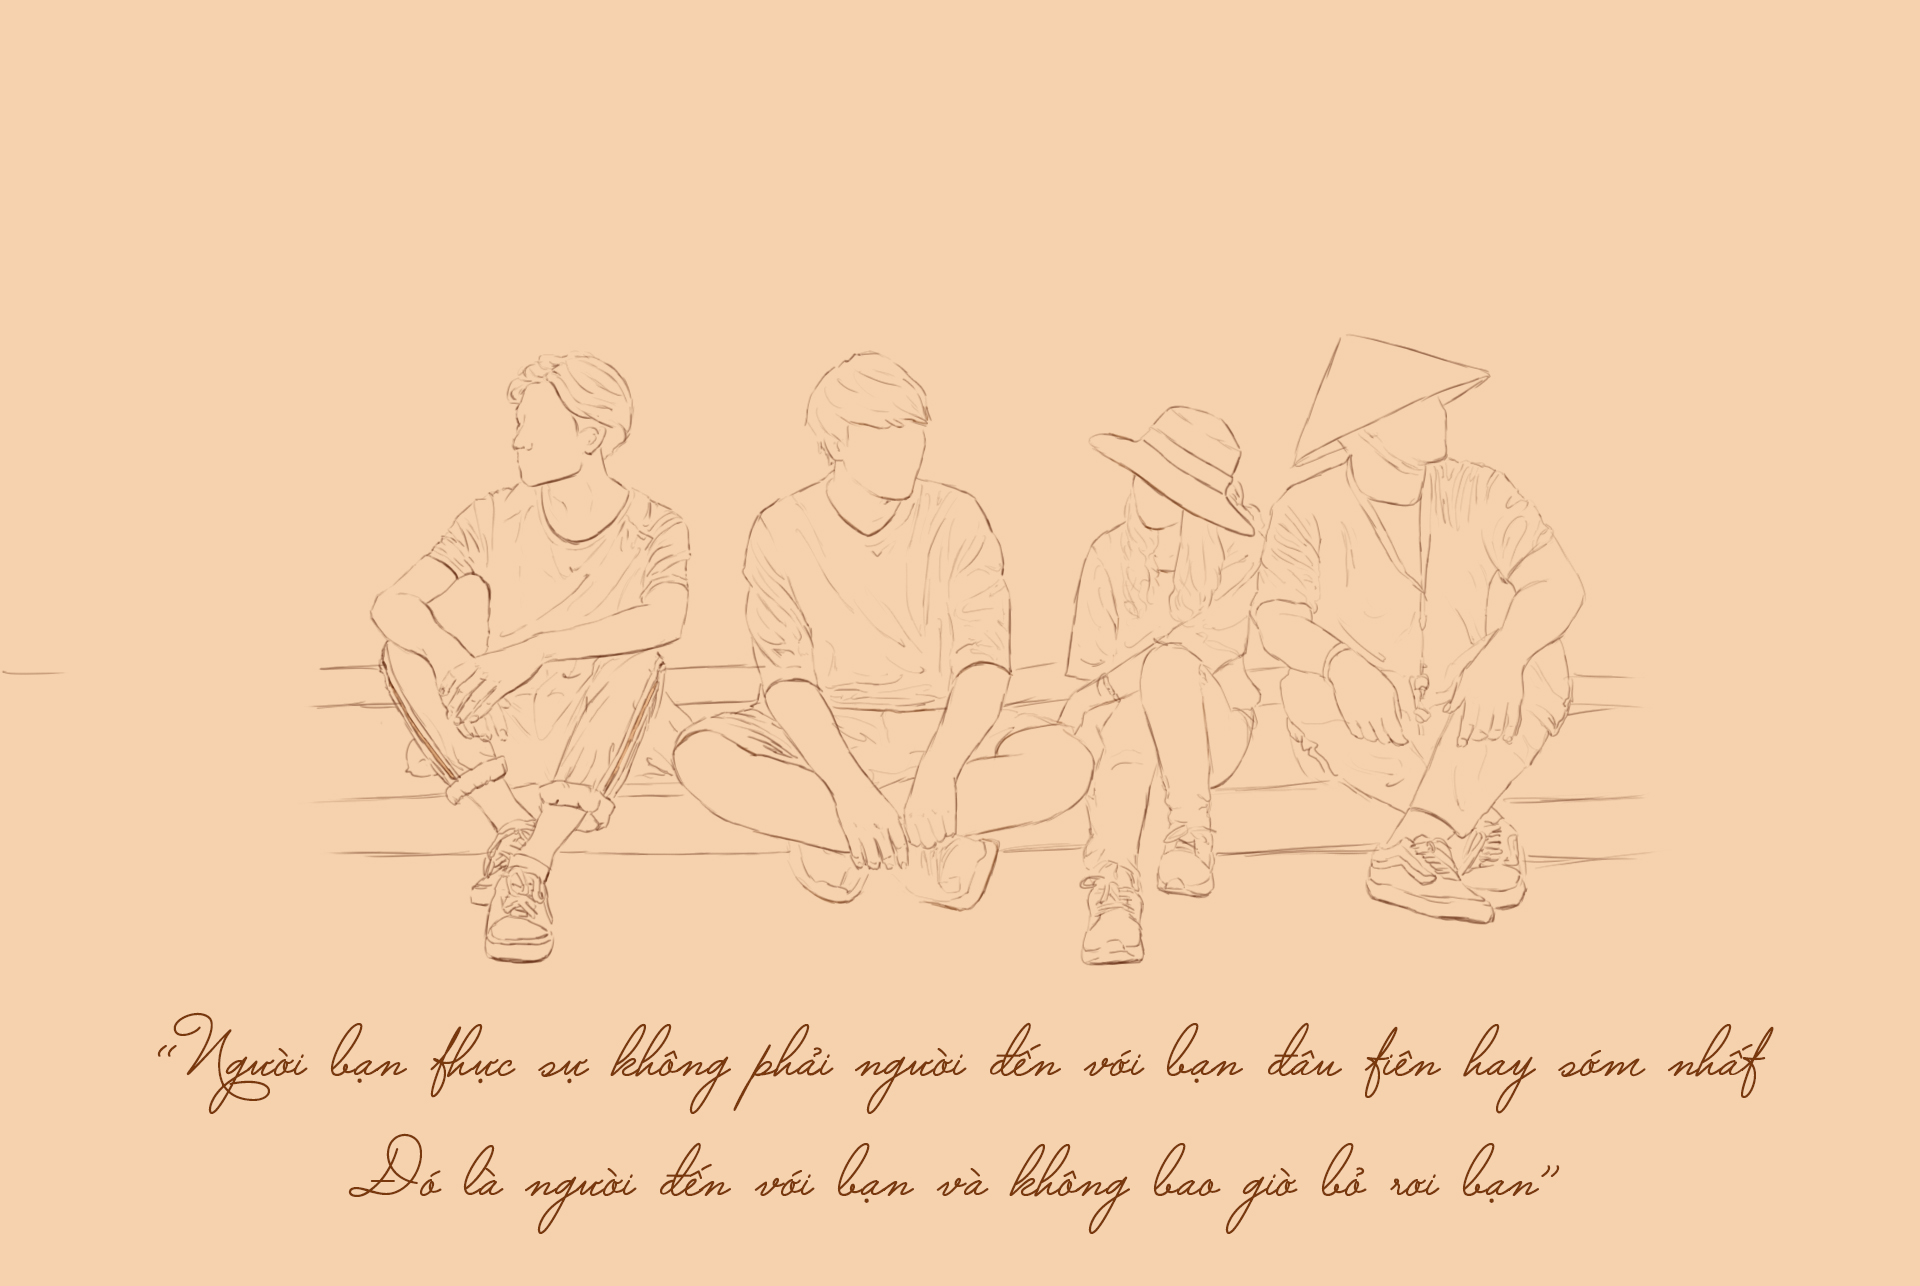 “Người bạn thực sự không phải người đến với bạn đâu tiên hay sớm nhất
Đó là người đến với bạn và không bao giờ bỏ rơi bạn”